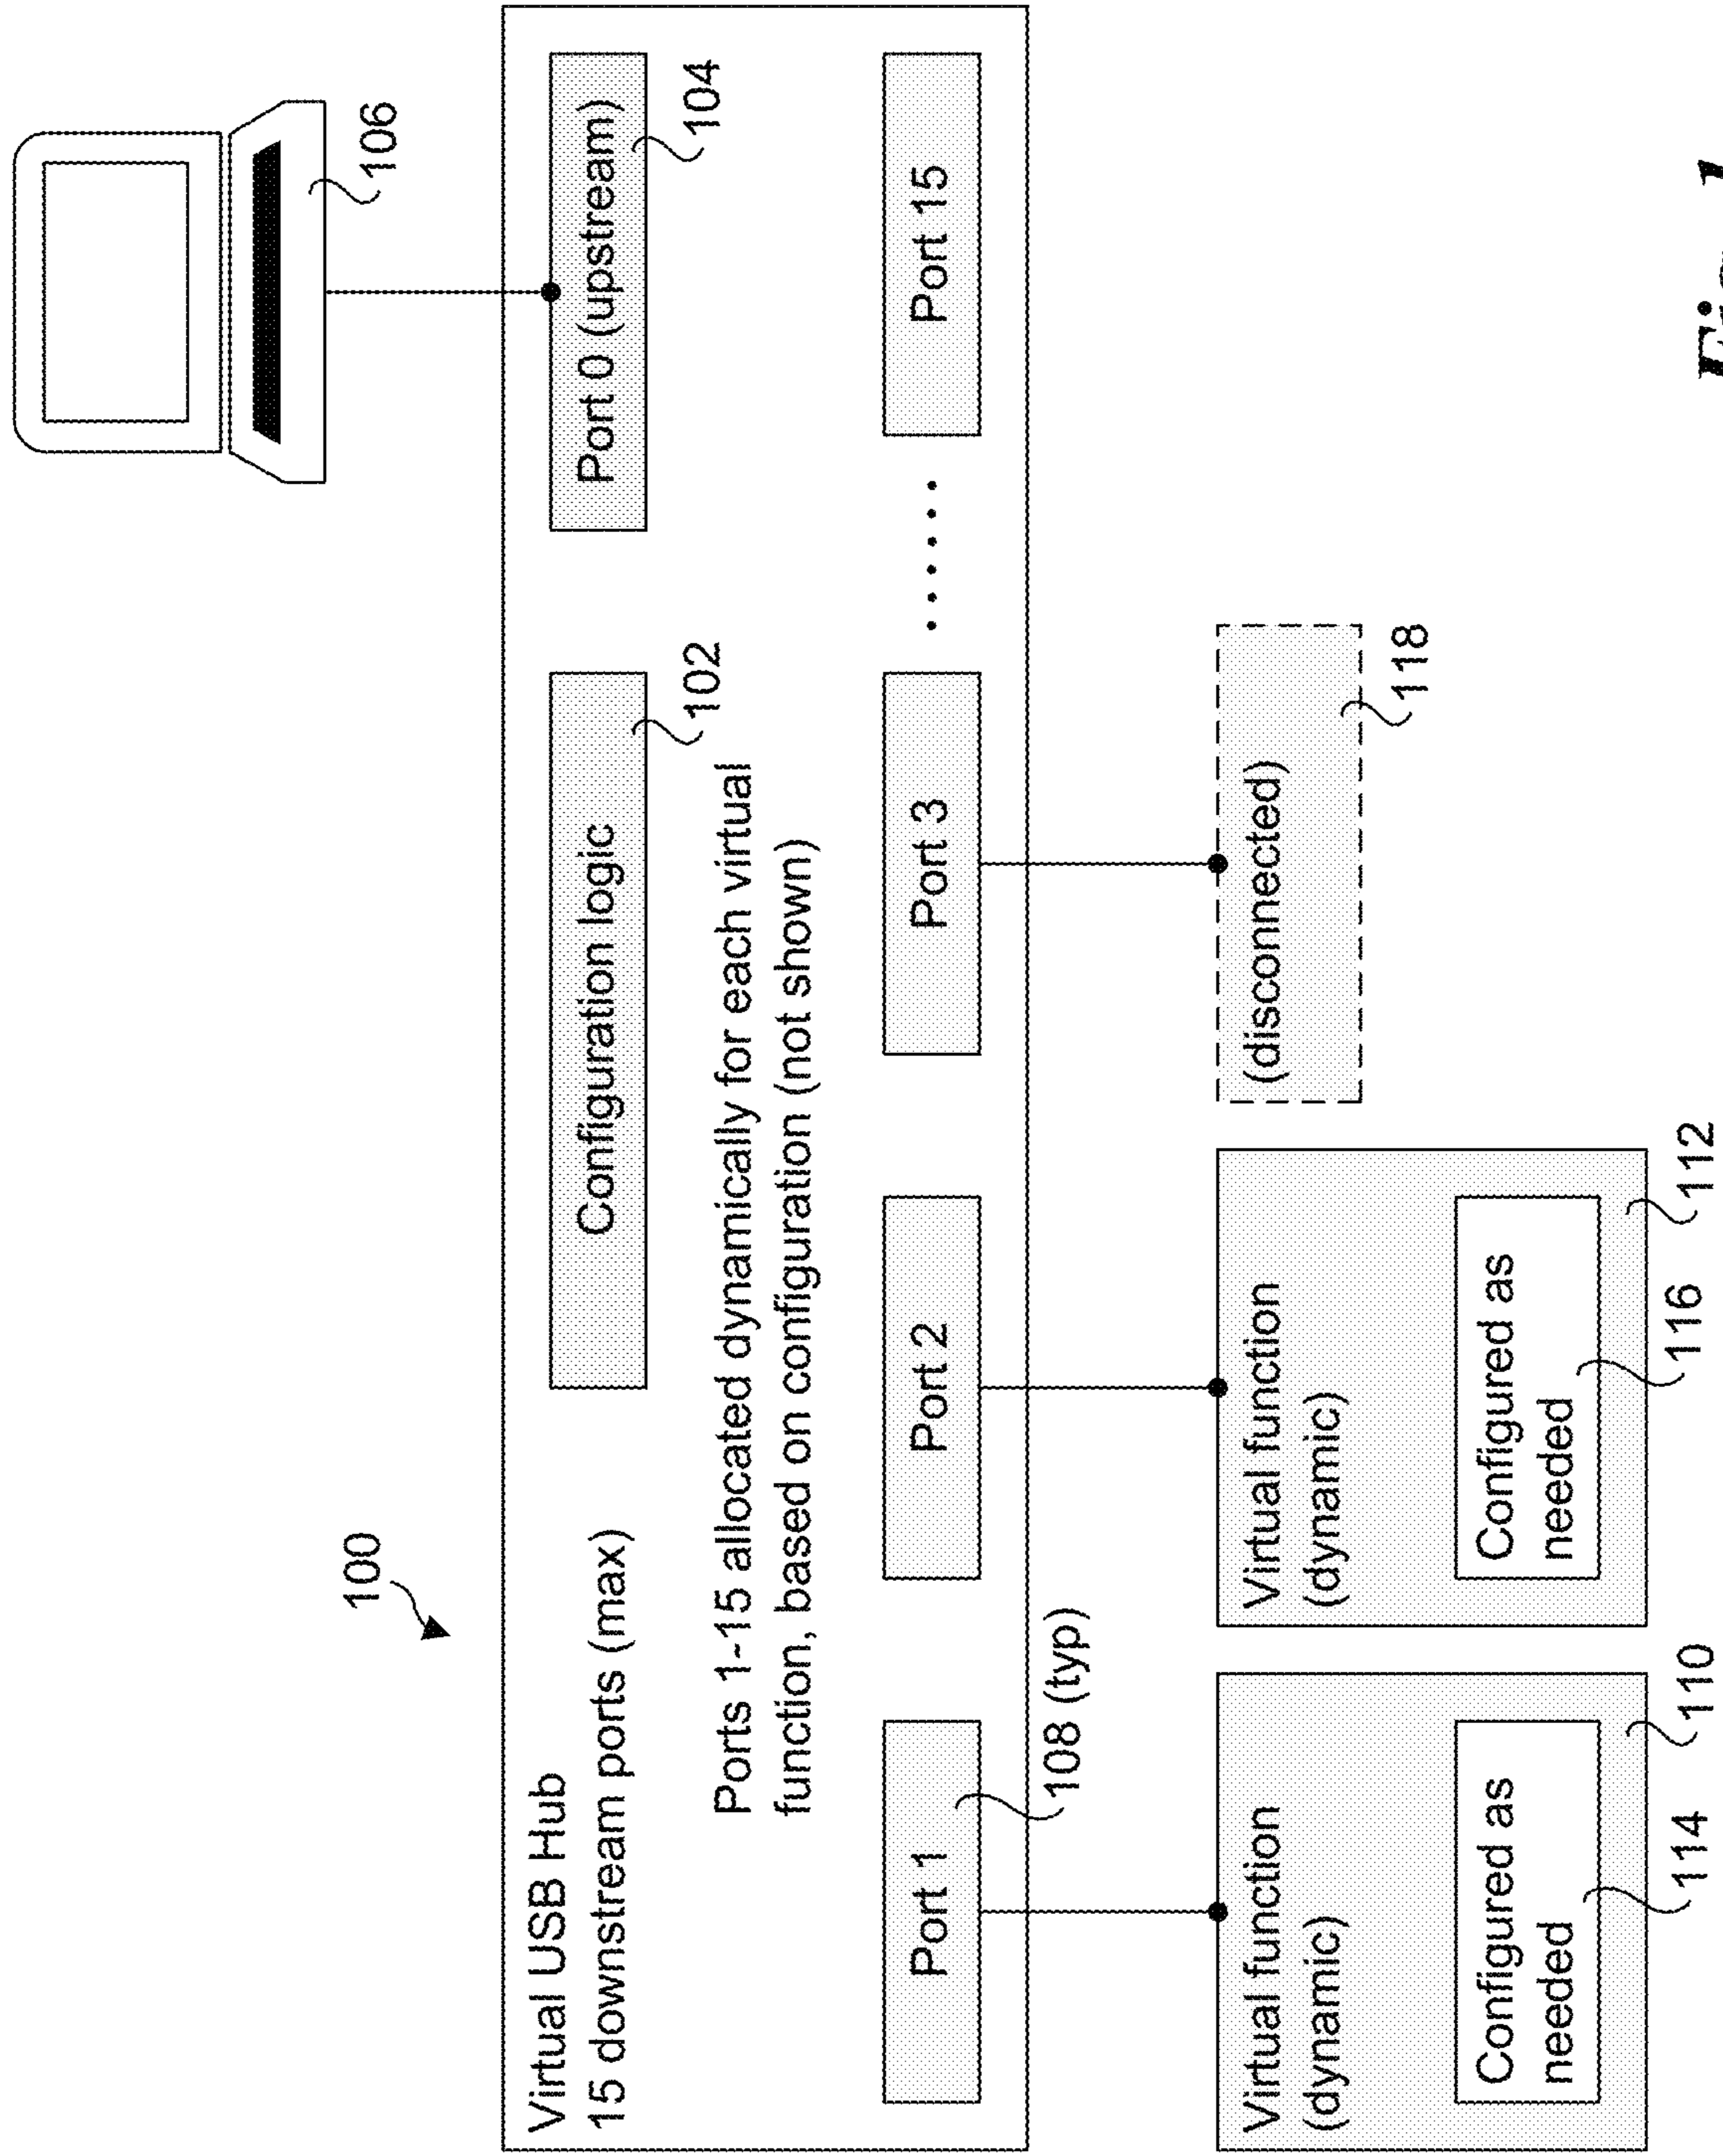 100
106
Virtual USB Hub
15 downstream ports (max)
Configuration logic
102
Port 0 (upstream)
104
Ports 1-15 allocated dynamically for each virtual
function, based on configuration (not shown)
Port 1
Port 2
Port 3
......
Port 15
108 (typ)
Virtual function
(dynamic)
Configured as
needed
114
110
Virtual function
(dynamic)
Configured as
needed
116
112
(disconnected)
118